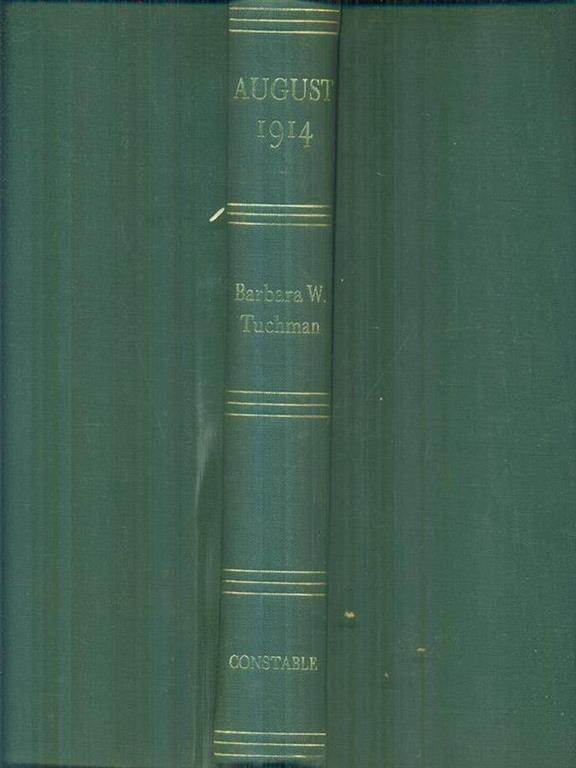 AUGUST
1914
Barbara W.
Tuchman
CONSTABLE